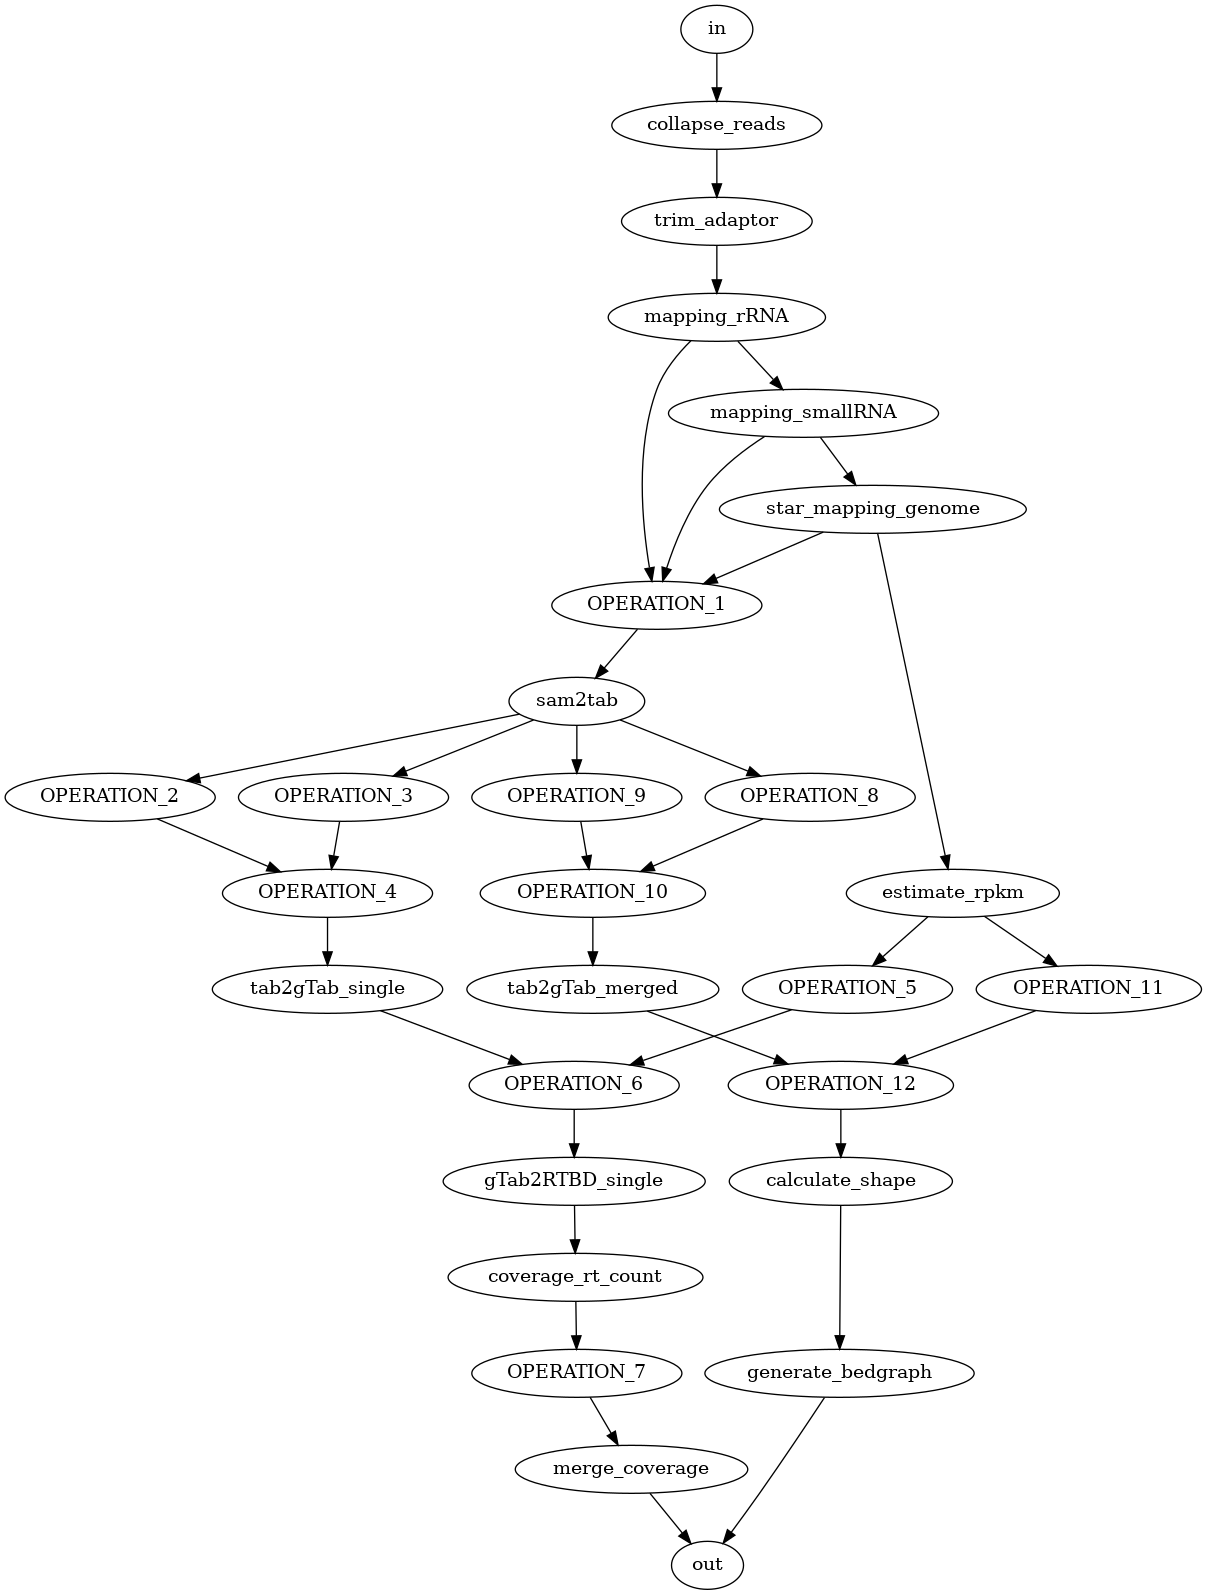 in
collapse_reads
trim_adaptor
mapping_rRNA
mapping_smallRNA
star_mapping_genome
OPERATION_1
sam2tab
OPERATION_2
OPERATION_3
OPERATION_9
OPERATION_8
OPERATION_4
OPERATION_10
estimate_rpkm
tab2gTab_single
tab2gTab_merged
OPERATION_5
OPERATION_11
OPERATION_6
OPERATION_12
gTab2RTBD_single
calculate_shape
coverage_rt_count
OPERATION_7
generate_bedgraph
merge_coverage
out